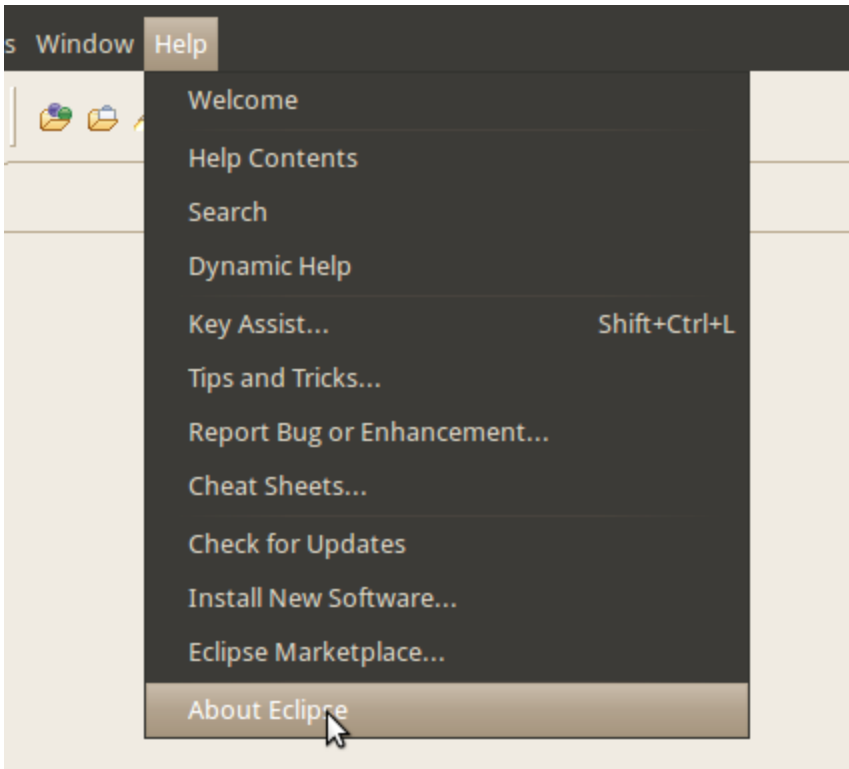 s Window Help
Welcome
Help Contents
Search
Dynamic Help
Key Assist... Shift+Ctrl+L
Tips and Tricks...
Report Bug or Enhancement...
Cheat Sheets...
Check for Updates
Install New Software...
Eclipse Marketplace...
About Eclipse